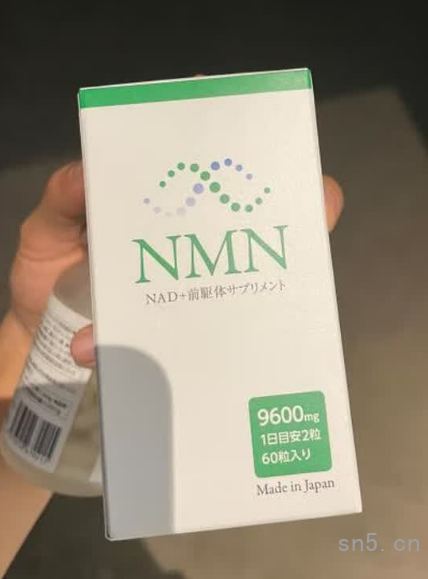 NMN
NAD+前駆体サプリメント
9600mg
1日目安2粒
60粒入り
Made in Japan
sn5.cn